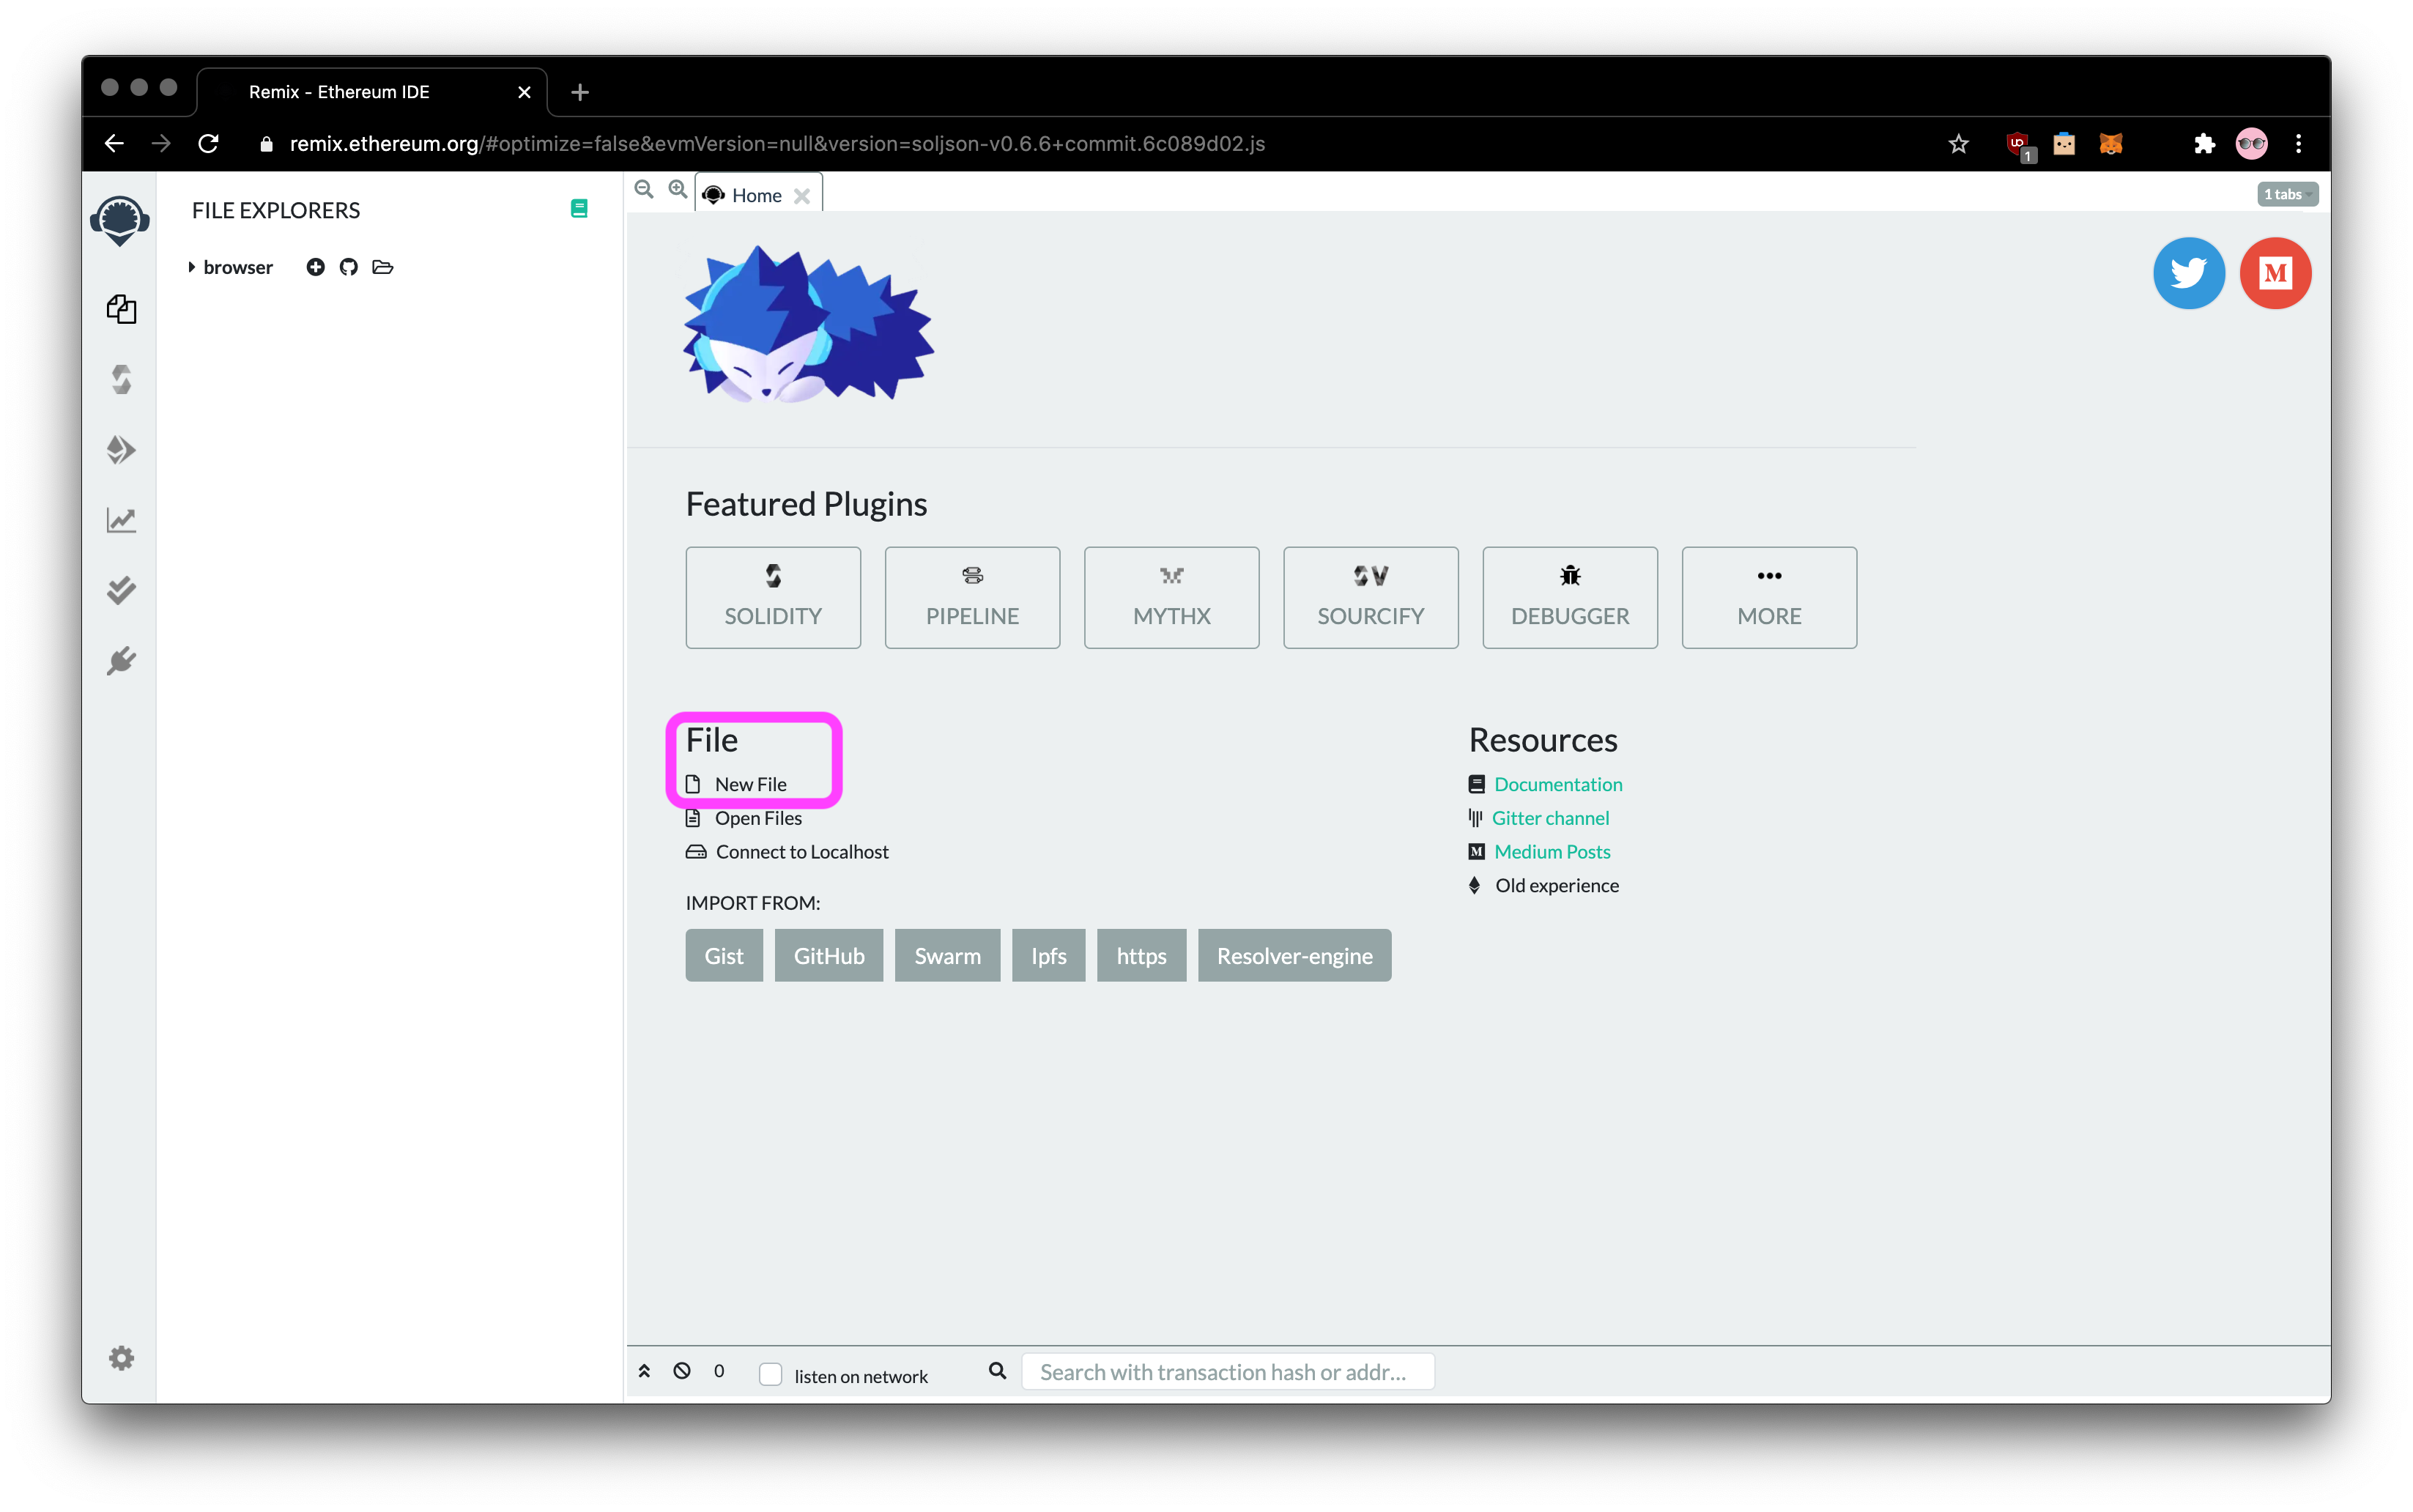 Remix - Ethereum IDE
remix.ethereum.org/#optimize=false&evmVersion=null&version=soljson-v0.6.6+commit.6c089d02.js
1
FILE EXPLORERS
Home
1 tabs
browser
M
Featured Plugins
SOLIDITY
PIPELINE
MYTHX
SOURCIFY
DEBUGGER
MORE
File
New File
Open Files
Connect to Localhost
IMPORT FROM:
Gist
GitHub
Swarm
Ipfs
https
Resolver-engine
Resources
Documentation
Gitter channel
M Medium Posts
Old experience
0
listen on network
Search with transaction hash or addr...